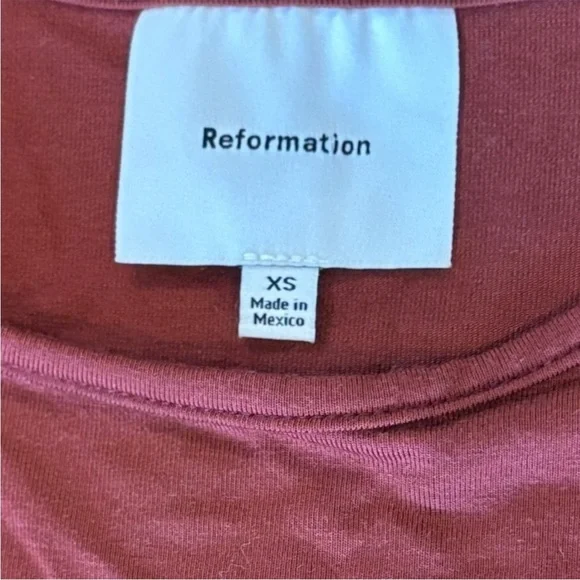 Reformation
XS
Made in
Mexico